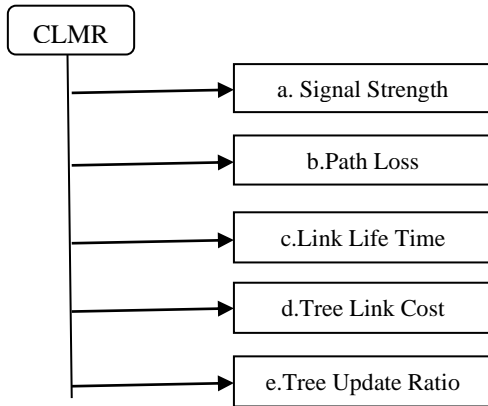 CLMR
a. Signal Strength
b.Path Loss
c.Link Life Time
d.Tree Link Cost
e.Tree Update Ratio